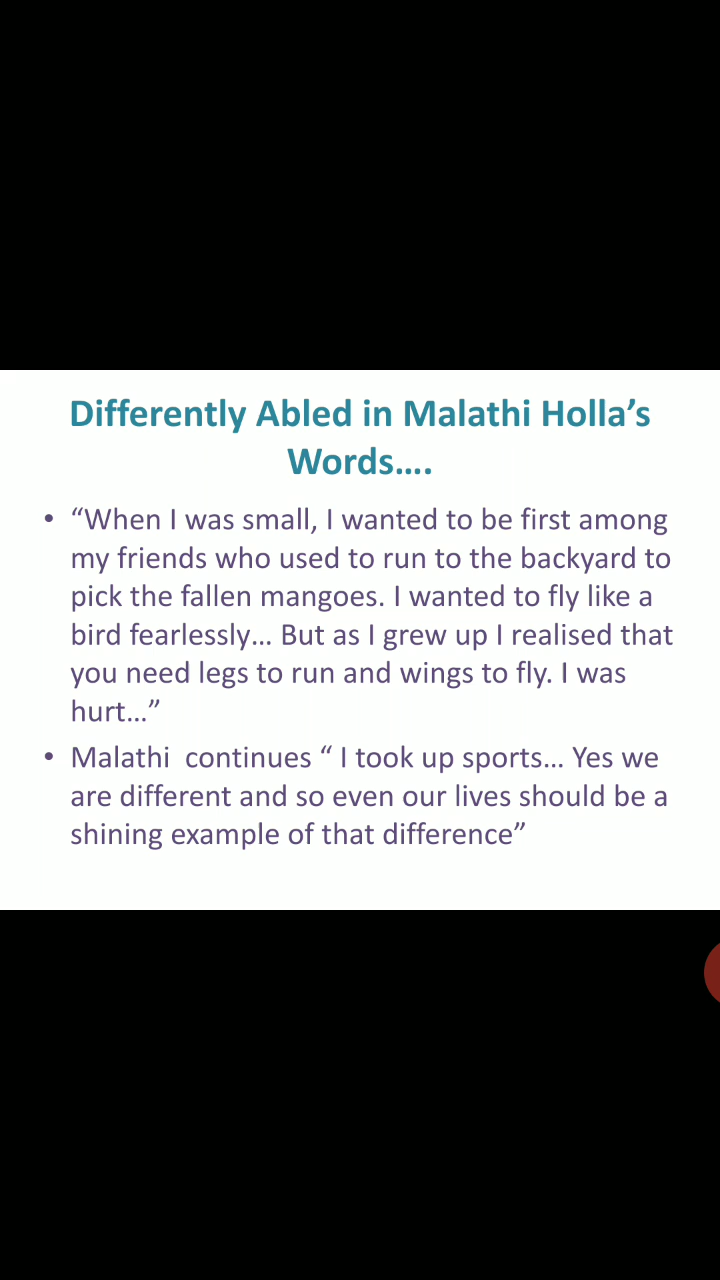 Differently Abled in Malathi Holla’s
Words….
• “When I was small, I wanted to be first among
my friends who used to run to the backyard to
pick the fallen mangoes. I wanted to fly like a
bird fearlessly… But as I grew up I realised that
you need legs to run and wings to fly. I was
hurt…”
• Malathi  continues “ I took up sports… Yes we
are different and so even our lives should be a
shining example of that difference”